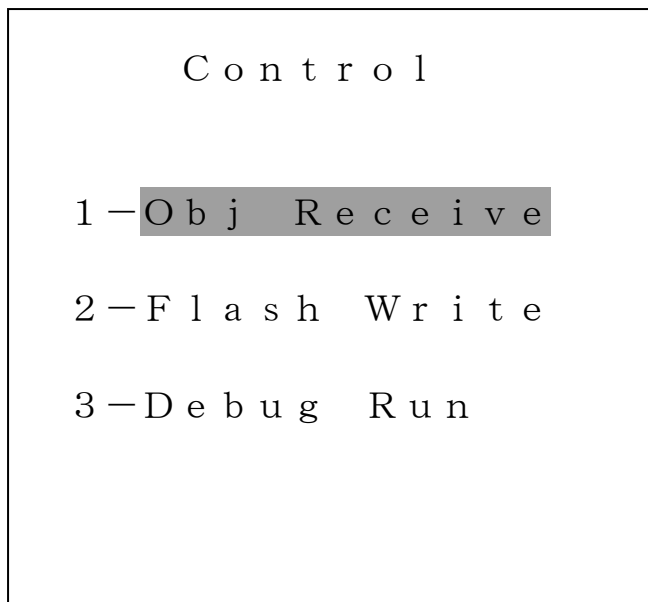 Control
1－Obj Receive
2－Flash Write
3－Debug Run